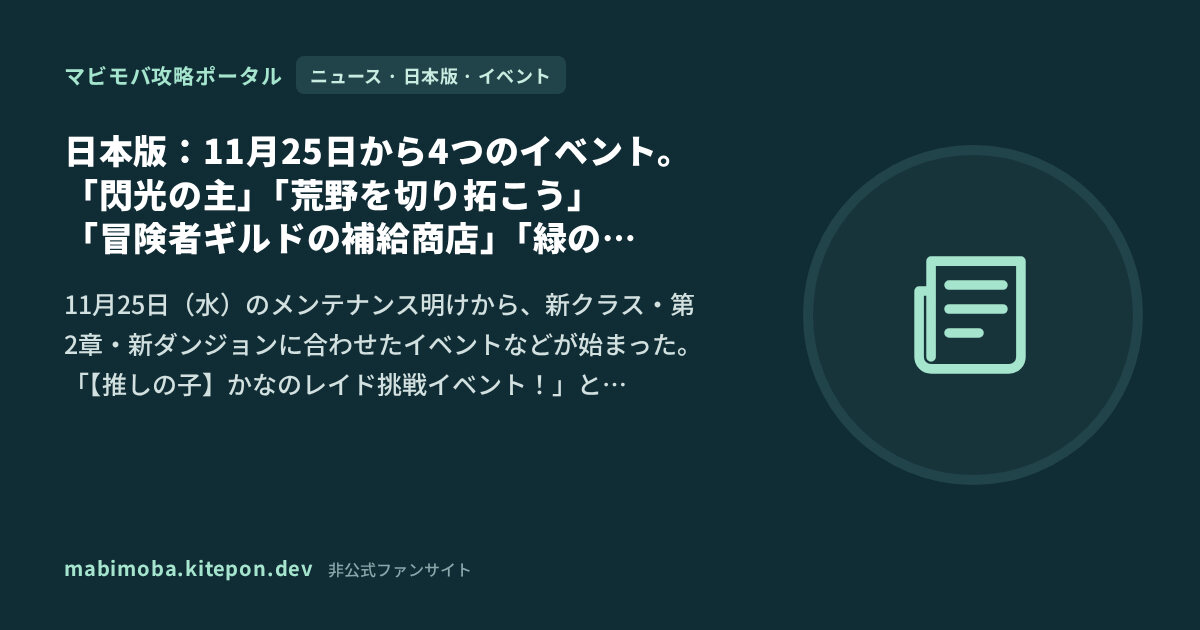 マビモバ攻略ポータル
ニュース・日本版・イベント
日本版：11月25日から4つのイベント。
「閃光の主」「荒野を切り拓こう」
「冒険者ギルドの補給商店」「緑の…
11月25日（水）のメンテナンス明けから、新クラス・第
2章・新ダンジョンに合わせたイベントなどが始まった。
「【推しの子】かなのレイド挑戦イベント！」と…
mabimoba.kitepon.dev
非公式ファンサイト